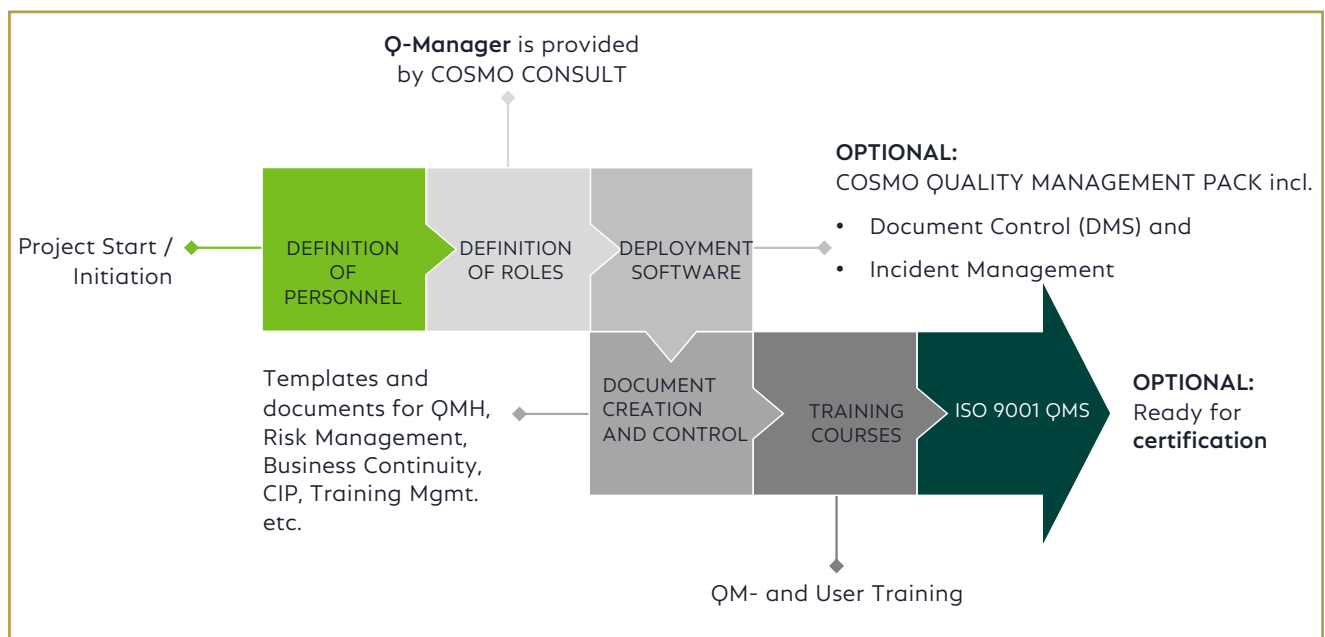 Q-Manager is provided
by COSMO CONSULT
OPTIONAL:
COSMO QUALITY MANAGEMENT PACK incl.
• Document Control (DMS) and
• Incident Management
Project Start /
Initiation
DEFINITION
OF
PERSONNEL
DEFINITION
OF ROLES
DEPLOYMENT
SOFTWARE
Templates and
documents for QMH,
Risk Management,
Business Continuity,
CIP, Training Mgmt.
etc.
DOCUMENT
CREATION
AND CONTROL
TRAINING
COURSES
ISO 9001 QMS
OPTIONAL:
Ready for
certification
QM- and User Training